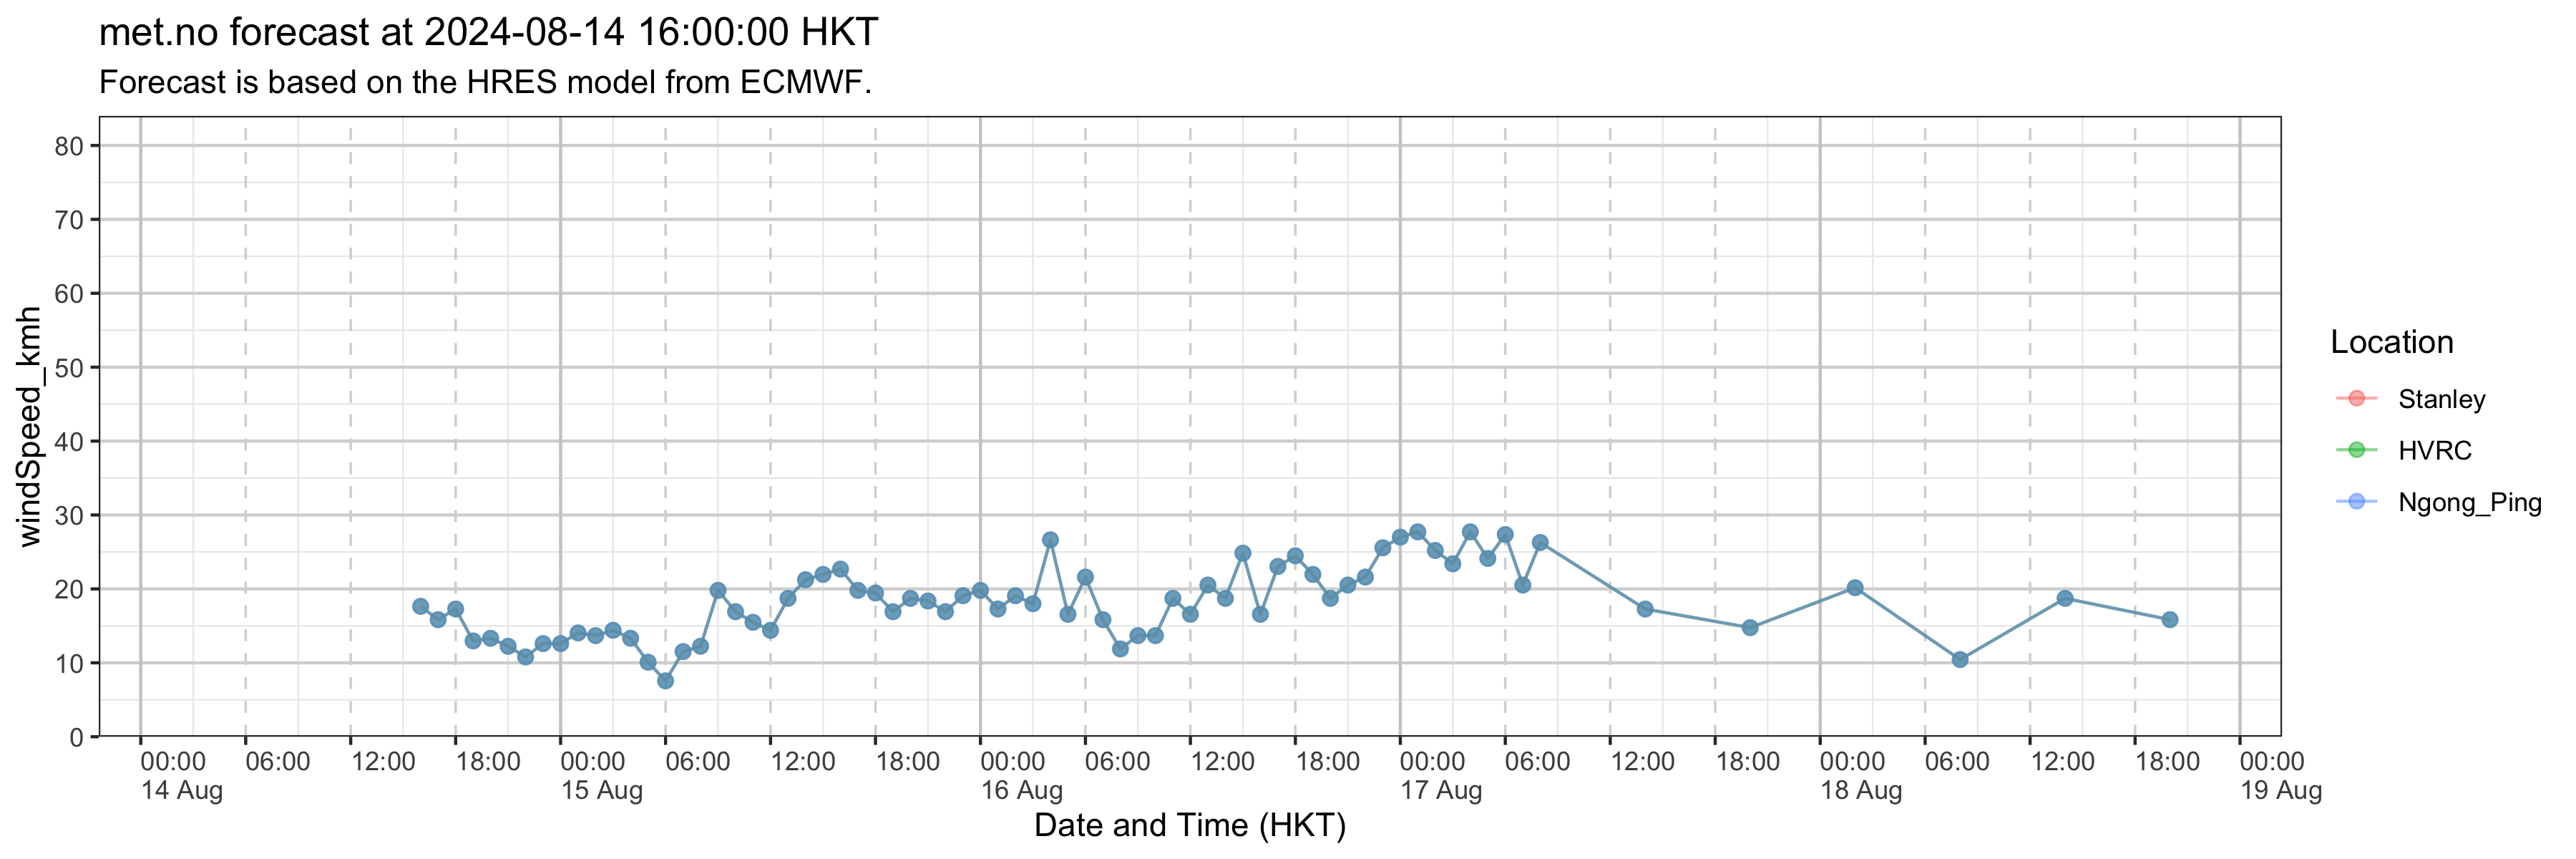 met.no forecast at 2024-08-14 16:00:00 HKT
Forecast is based on the HRES model from ECMWF.
windSpeed_kmh
80
70
60
50
40
30
20
10
0
00:00 06:00 12:00 18:00 00:00 06:00 12:00 18:00 00:00 06:00 12:00 18:00 00:00 06:00 12:00 18:00 00:00 06:00 12:00 18:00 00:00
14 Aug 15 Aug 16 Aug 17 Aug 18 Aug 19 Aug
Date and Time (HKT)
Location
Stanley
HVRC
Ngong_Ping